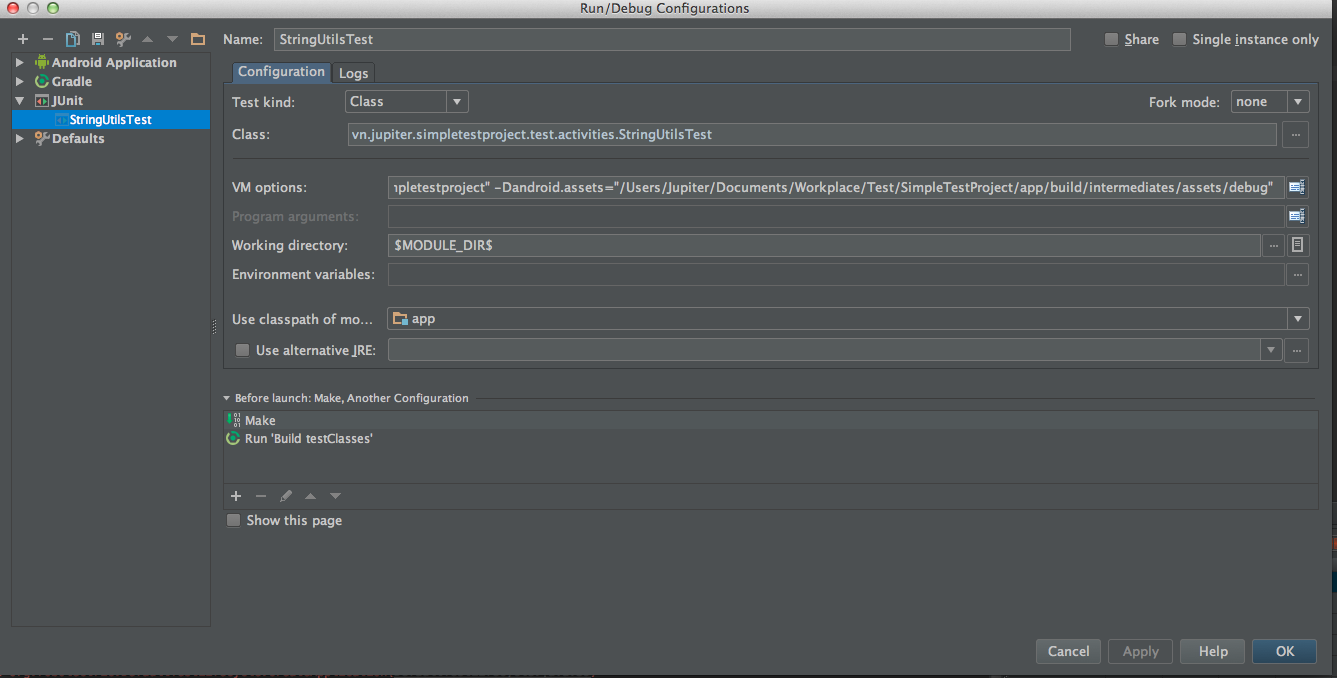 Run/Debug Configurations
Name: StringUtilsTest Share Single instance only
Android Application
Gradle
JUnit
StringUtilsTest
Defaults
Configuration Logs
Test kind: Class Fork mode: none
Class: vn.jupiter.simpletestproject.test.activities.StringUtilsTest ...
VM options: npletestproject" -Dandroid.assets="/Users/Jupiter/Documents/Workplace/Test/SimpleTestProject/app/build/intermediates/assets/debug"
Program arguments:
Working directory: $MODULE_DIR$ ...
Environment variables: ...
Use classpath of mo... app
Use alternative JRE: ...
Before launch: Make, Another Configuration
Make
Run 'Build testClasses'
Show this page
Cancel Apply Help OK